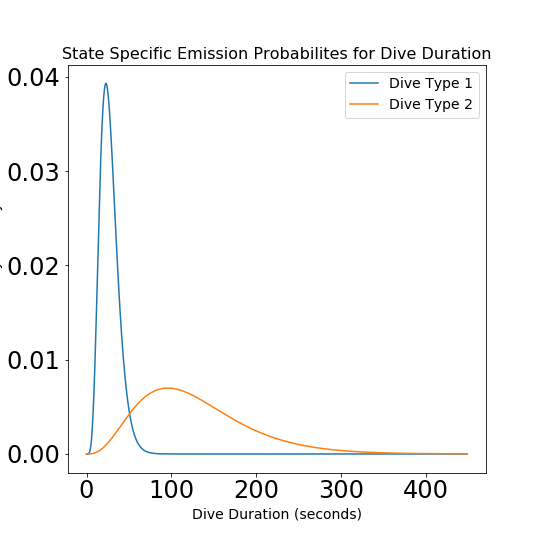 State Specific Emission Probabilites for Dive Duration
0.04
0.03
0.02
0.01
0.00
Dive Type 1
Dive Type 2
0
100
200
300
400
Dive Duration (seconds)